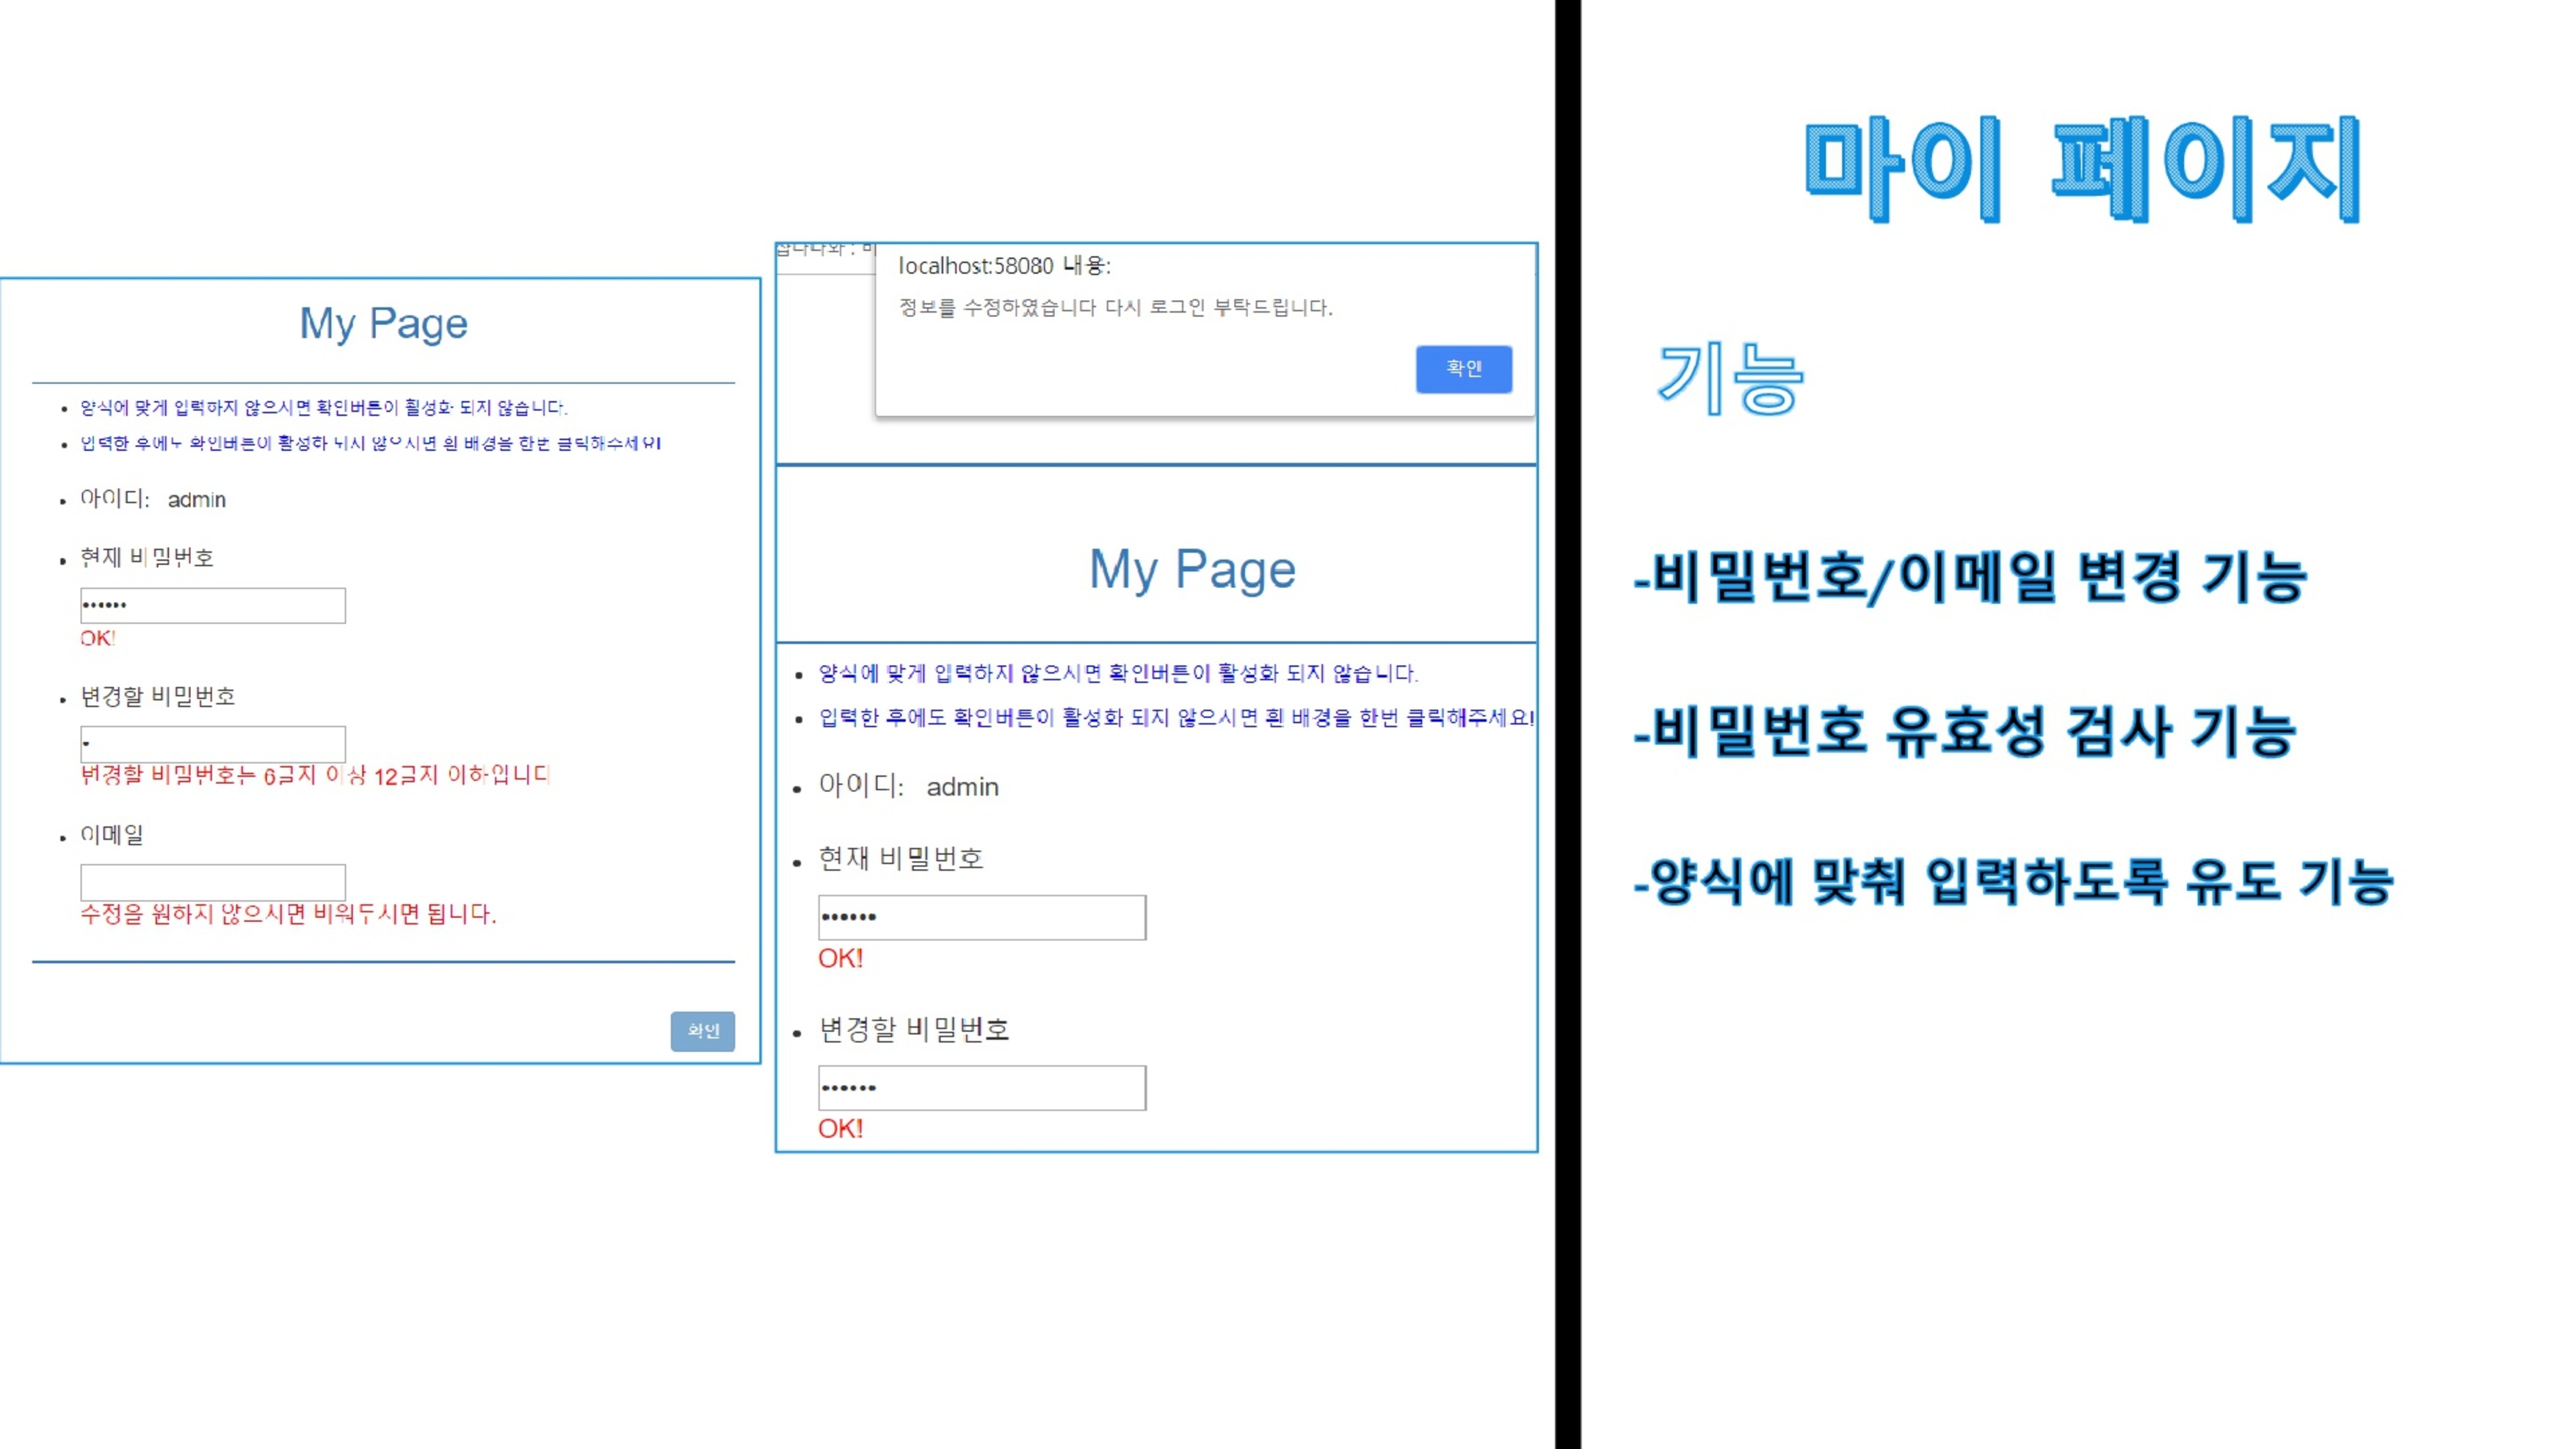 My Page
양식에 맞게 입력하지 않으시면 확인버튼이 활성화 되지 않습니다.
입력한 후에도 확인버튼이 활성화 되지 않으시면 흰 배경을 한번 클릭해주세요!
아이디: admin
현재 비밀번호
••••••
OK!
변경할 비밀번호
•
변경할 비밀번호는 6글자 이상 12글자 이하입니다
이메일
수정을 원하지 않으시면 비워두시면 됩니다.
확인
localhost:58080 내용:
정보를 수정하였습니다 다시 로그인 부탁드립니다.
확인
My Page
양식에 맞게 입력하지 않으시면 확인버튼이 활성화 되지 않습니다.
입력한 후에도 확인버튼이 활성화 되지 않으시면 흰 배경을 한번 클릭해주세요!
아이디: admin
현재 비밀번호
••••••
OK!
변경할 비밀번호
••••••
OK!
마이 페이지
기능
-비밀번호/이메일 변경 기능
-비밀번호 유효성 검사 기능
-양식에 맞춰 입력하도록 유도 기능